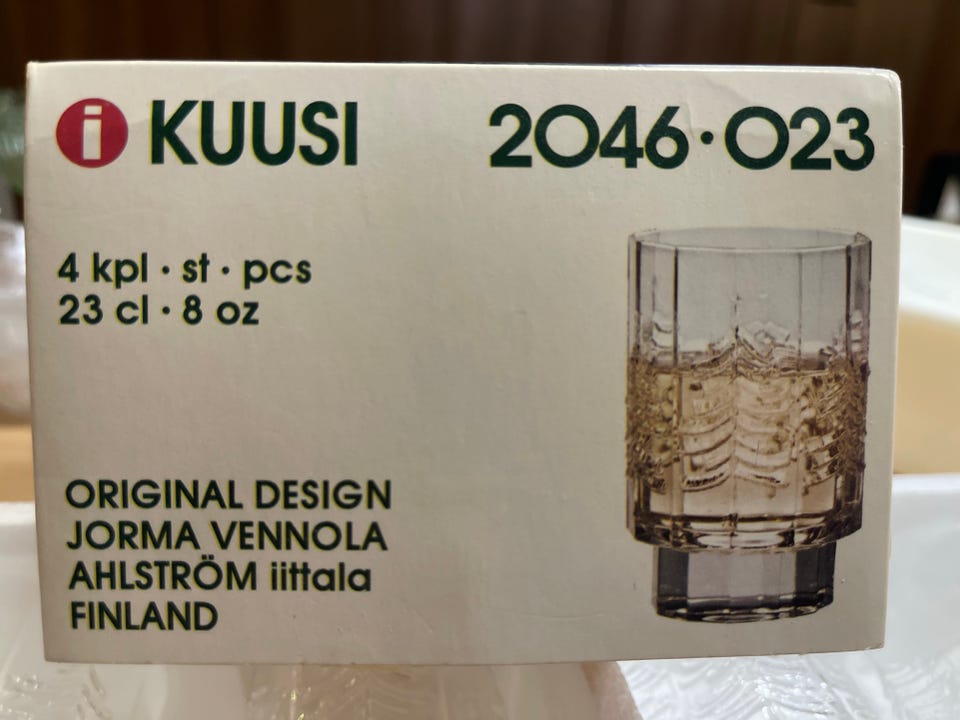 i KUUSI 2046·023
4 kpl · st · pcs
23 cl · 8 oz
ORIGINAL DESIGN
JORMA VENNOLA
AHLSTRÖM iittala
FINLAND